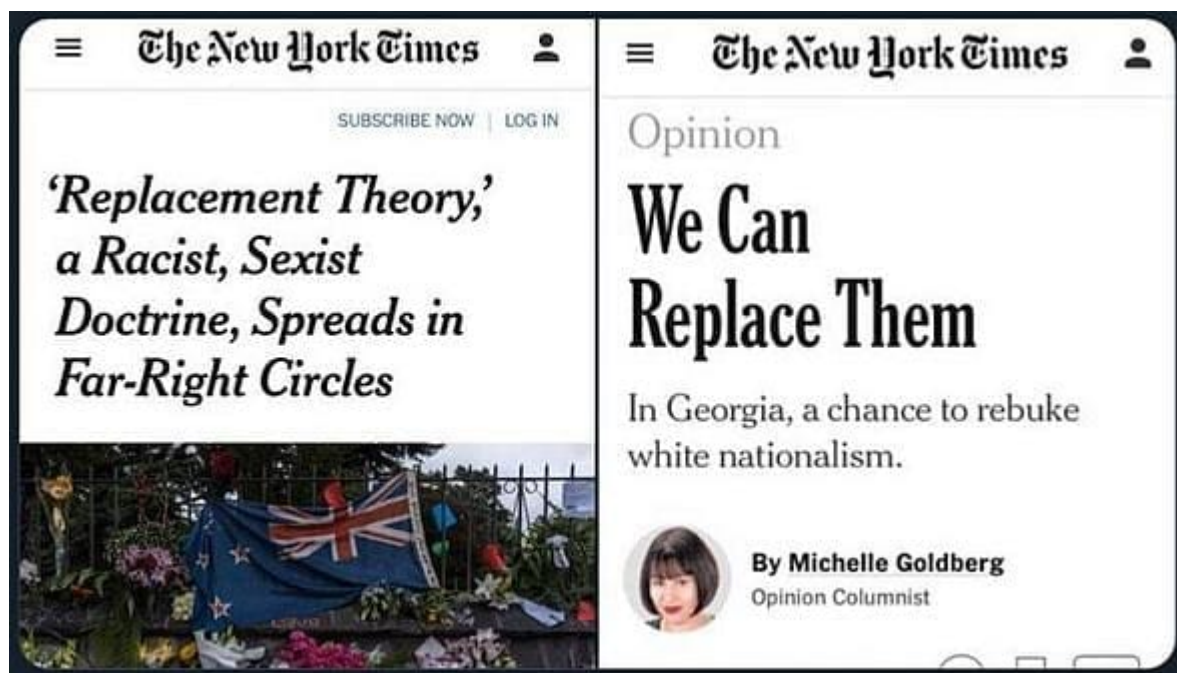 The New York Times
SUBSCRIBE NOW | LOG IN
‘Replacement Theory,’
a Racist, Sexist
Doctrine, Spreads in
Far-Right Circles
The New York Times
Opinion
We Can
Replace Them
In Georgia, a chance to rebuke
white nationalism.
By Michelle Goldberg
Opinion Columnist